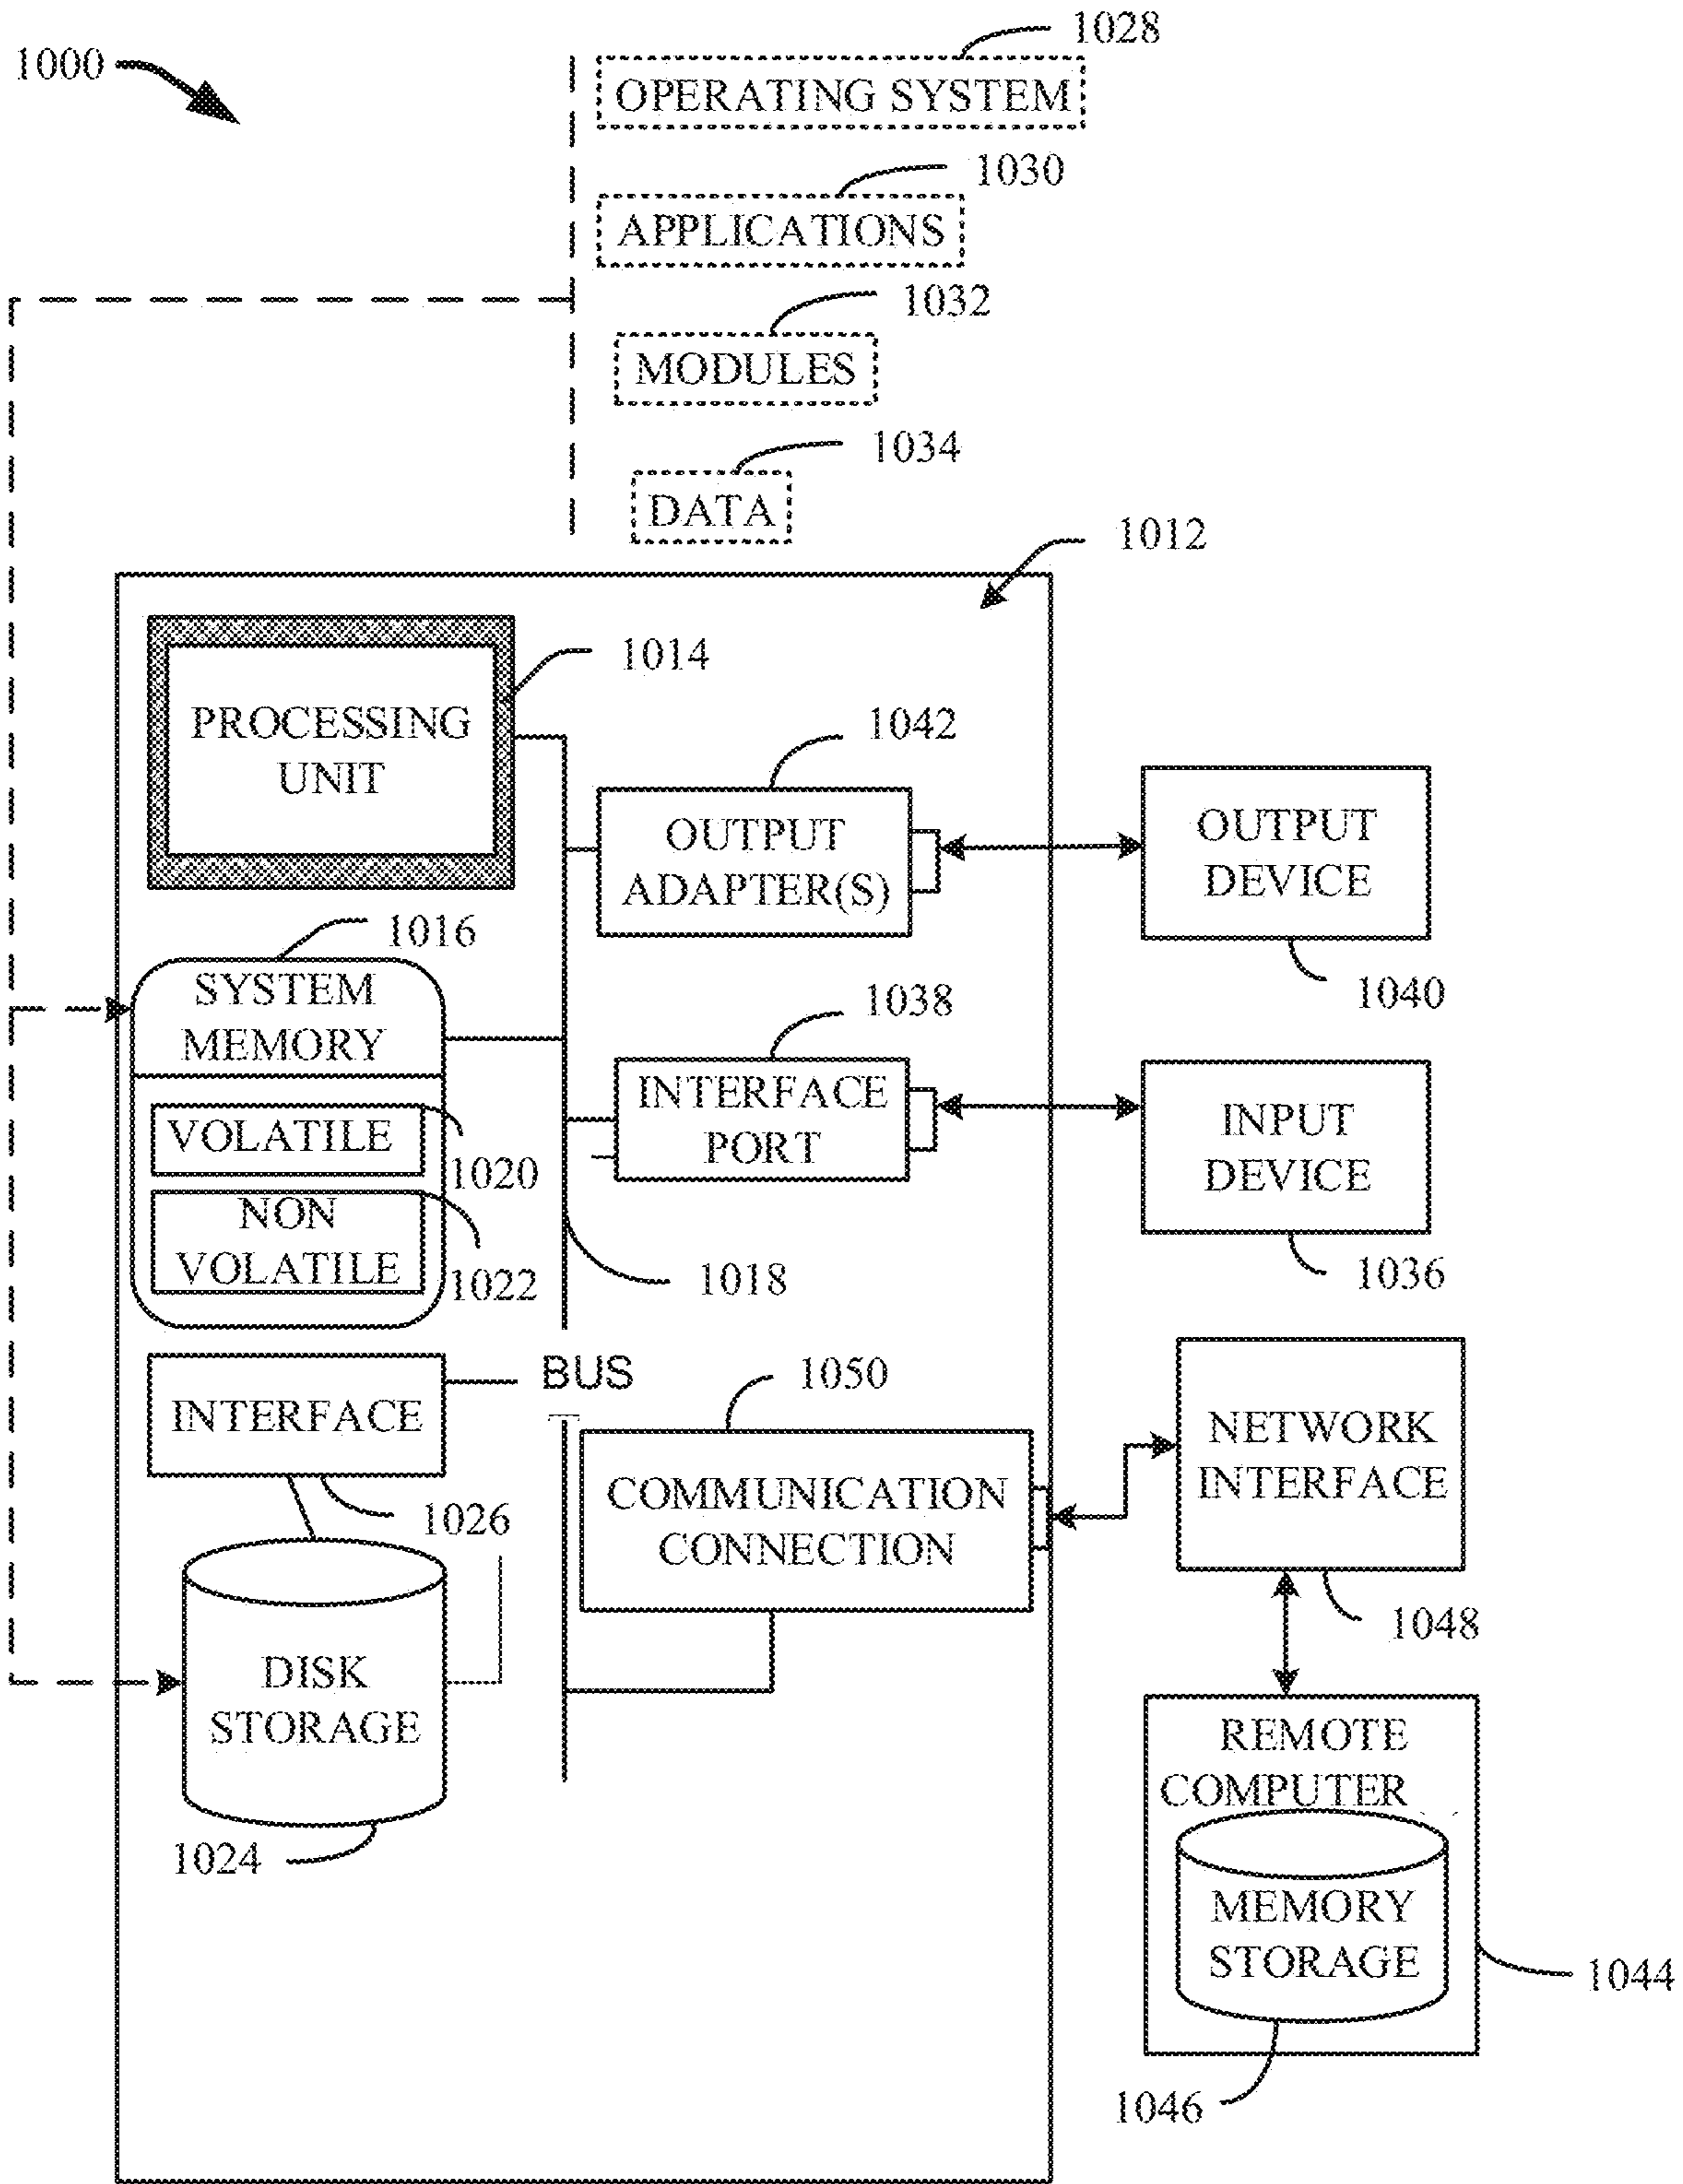 1000
1028
OPERATING SYSTEM
1030
APPLICATIONS
1032
MODULES
1034
DATA
1012
1014
PROCESSING
UNIT
1042
OUTPUT
ADAPTER(S)
OUTPUT
DEVICE
1040
1016
SYSTEM
MEMORY
VOLATILE
1020
NON
VOLATILE
1022
1038
INTERFACE
PORT
INPUT
DEVICE
1036
1018
BUS
INTERFACE
1026
1050
COMMUNICATION
CONNECTION
NETWORK
INTERFACE
1048
DISK
STORAGE
1024
REMOTE
COMPUTER
MEMORY
STORAGE
1044
1046